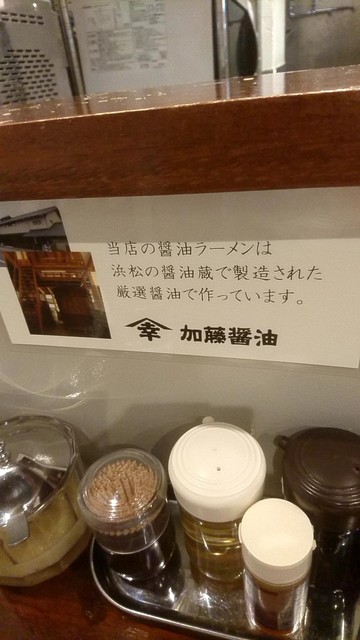 当店の醤油ラーメンは
浜松の醤油蔵で製造された
厳選醤油で作っています。
幸 加藤醤油